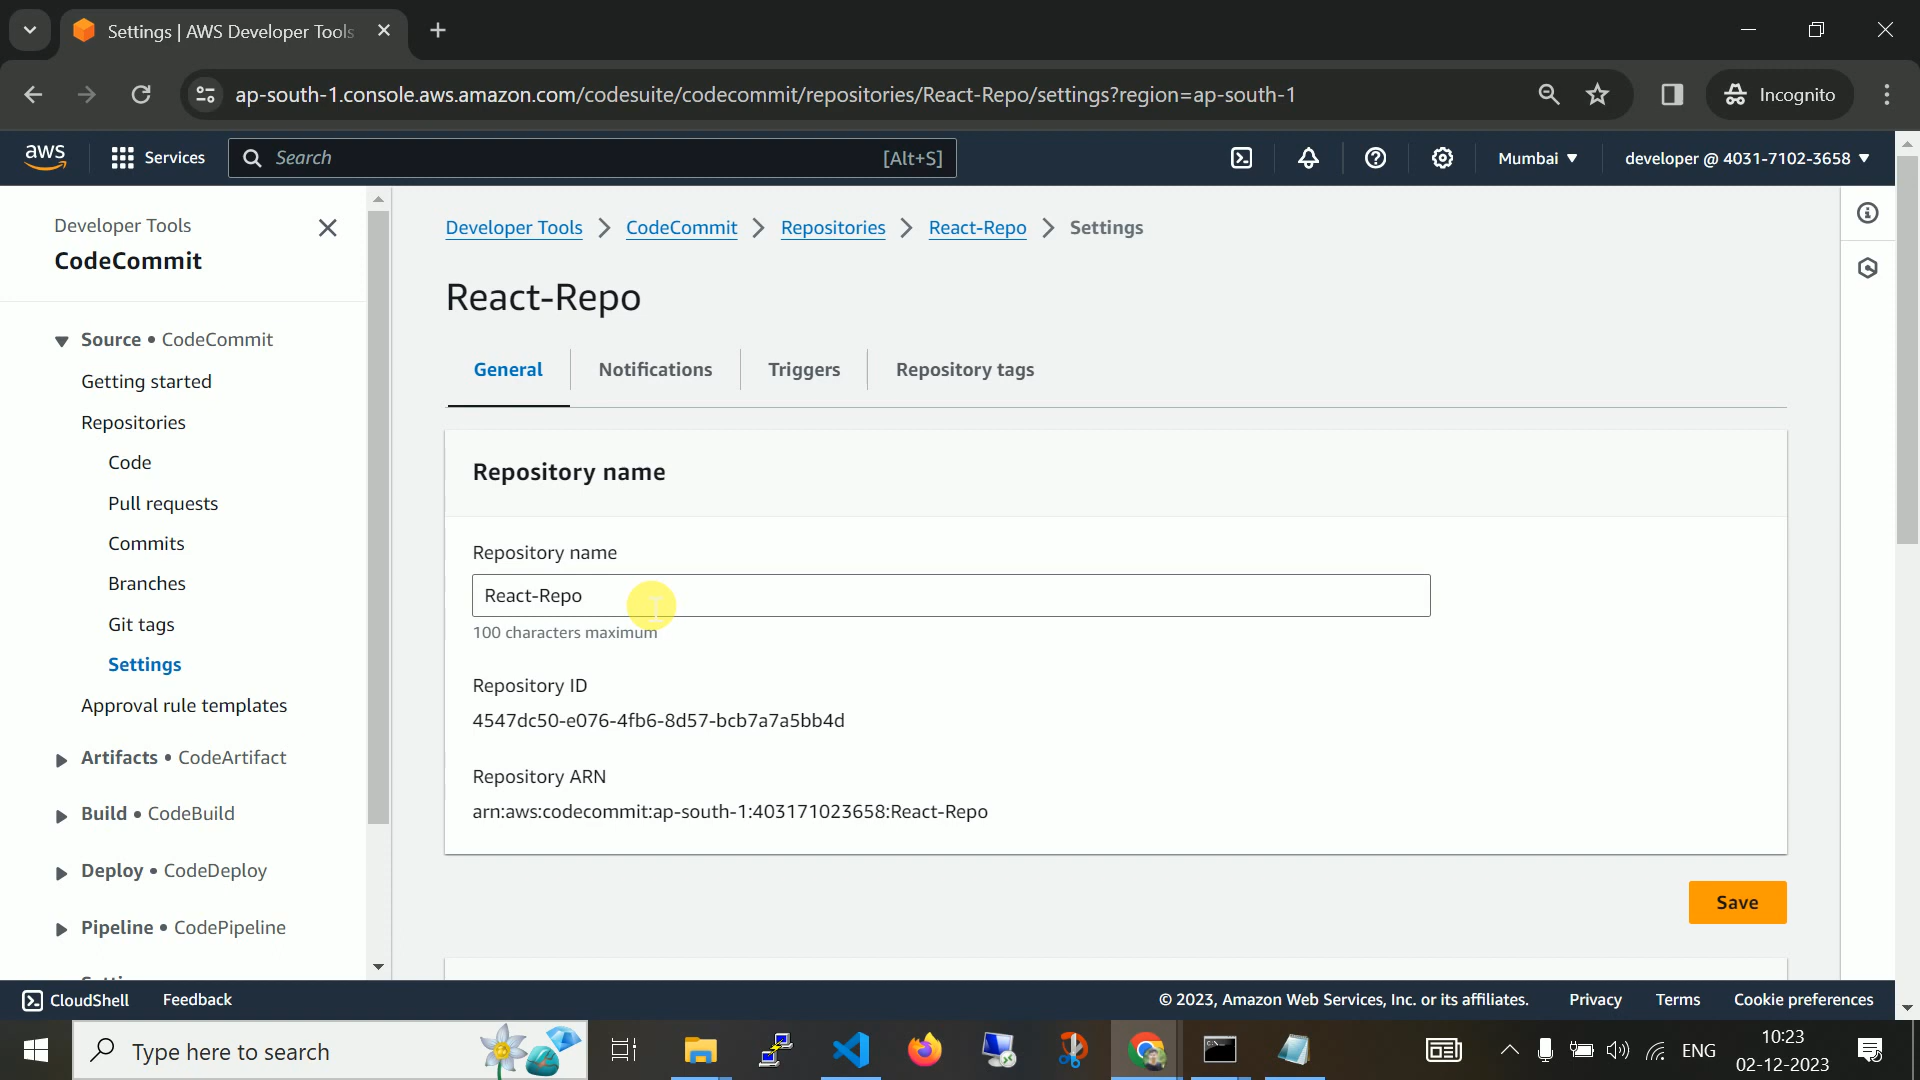 Settings | AWS Developer Tools
ap-south-1.console.aws.amazon.com/codesuite/codecommit/repositories/React-Repo/settings?region=ap-south-1
Incognito
aws
Services
Search
[Alt+S]
Mumbai
developer @ 4031-7102-3658
Developer Tools
CodeCommit
Source • CodeCommit
Getting started
Repositories
Code
Pull requests
Commits
Branches
Git tags
Settings
Approval rule templates
Artifacts • CodeArtifact
Build • CodeBuild
Deploy • CodeDeploy
Pipeline • CodePipeline
Developer Tools
CodeCommit
Repositories
React-Repo
Settings
React-Repo
General
Notifications
Triggers
Repository tags
Repository name
Repository name
React-Repo
100 characters maximum
Repository ID
4547dc50-e076-4fb6-8d57-bcb7a7a5bb4d
Repository ARN
arn:aws:codecommit:ap-south-1:403171023658:React-Repo
Save
CloudShell
Feedback
© 2023, Amazon Web Services, Inc. or its affiliates.
Privacy
Terms
Cookie preferences
Type here to search
ENG
10:23
02-12-2023